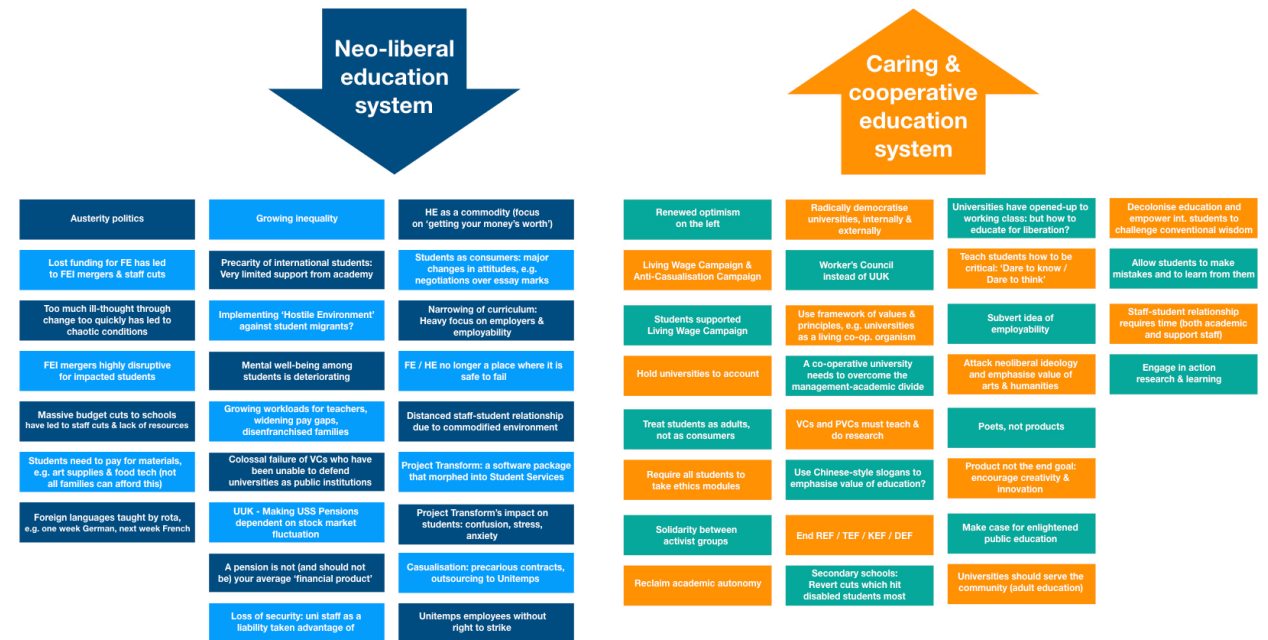 Neo-liberal
education
system
Austerity politics
Lost funding for FE has led
to FEI mergers & staff cuts
Too much ill-thought through
change too quickly has led to
chaotic conditions
FEI mergers highly disruptive
for impacted students
Massive budget cuts to schools
have led to staff cuts & lack of resources
Students need to pay for materials,
e.g. art supplies & food tech (not
all families can afford this)
Foreign languages taught by rota,
e.g. one week German, next week French
Growing inequality
Precarity of international students:
Very limited support from academy
Implementing ‘Hostile Environment’
against student migrants?
Mental well-being among
students is deteriorating
Growing workloads for teachers,
widening pay gaps,
disenfranchised families
Colossal failure of VCs who have
been unable to defend
universities as public institutions
UUK - Making USS Pensions
dependent on stock market
fluctuation
A pension is not (and should not
be) your average ‘financial product’
Loss of security: uni staff as a
liability taken advantage of
HE as a commodity (focus
on ‘getting your money’s worth’)
Students as consumers: major
changes in attitudes, e.g.
negotiations over essay marks
Narrowing of curriculum:
Heavy focus on employers &
employability
FE / HE no longer a place where it is
safe to fail
Distanced staff-student relationship
due to commodified environment
Project Transform: a software package
that morphed into Student Services
Project Transform’s impact on
students: confusion, stress,
anxiety
Casualisation: precarious contracts,
outsourcing to Unitemps
Unitemps employees without
right to strike
Caring &
cooperative
education
system
Renewed optimism
on the left
Living Wage Campaign &
Anti-Casualisation Campaign
Students supported
Living Wage Campaign
Hold universities to account
Treat students as adults,
not as consumers
Require all students to
take ethics modules
Solidarity between
activist groups
Reclaim academic autonomy
Radically democratise
universities, internally &
externally
Worker’s Council
instead of UUK
Use framework of values &
principles, e.g. universities
as a living co-op. organism
A co-operative university
needs to overcome the
management-academic divide
VCs and PVCs must teach &
do research
Use Chinese-style slogans to
emphasise value of education?
End REF / TEF / KEF / DEF
Secondary schools:
Revert cuts which hit
disabled students most
Universities have opened-up to
working class: but how to
educate for liberation?
Teach students how to be
critical: ‘Dare to know /
Dare to think’
Subvert idea of
employability
Attack neoliberal ideology
and emphasise value of
arts & humanities
Poets, not products
Product not the end goal:
encourage creativity &
innovation
Make case for enlightened
public education
Universities should serve the
community (adult education)
Decolonise education and
empower int. students to
challenge conventional wisdom
Allow students to make
mistakes and to learn from them
Staff-student relationship
requires time (both academic
and support staff)
Engage in action
research & learning